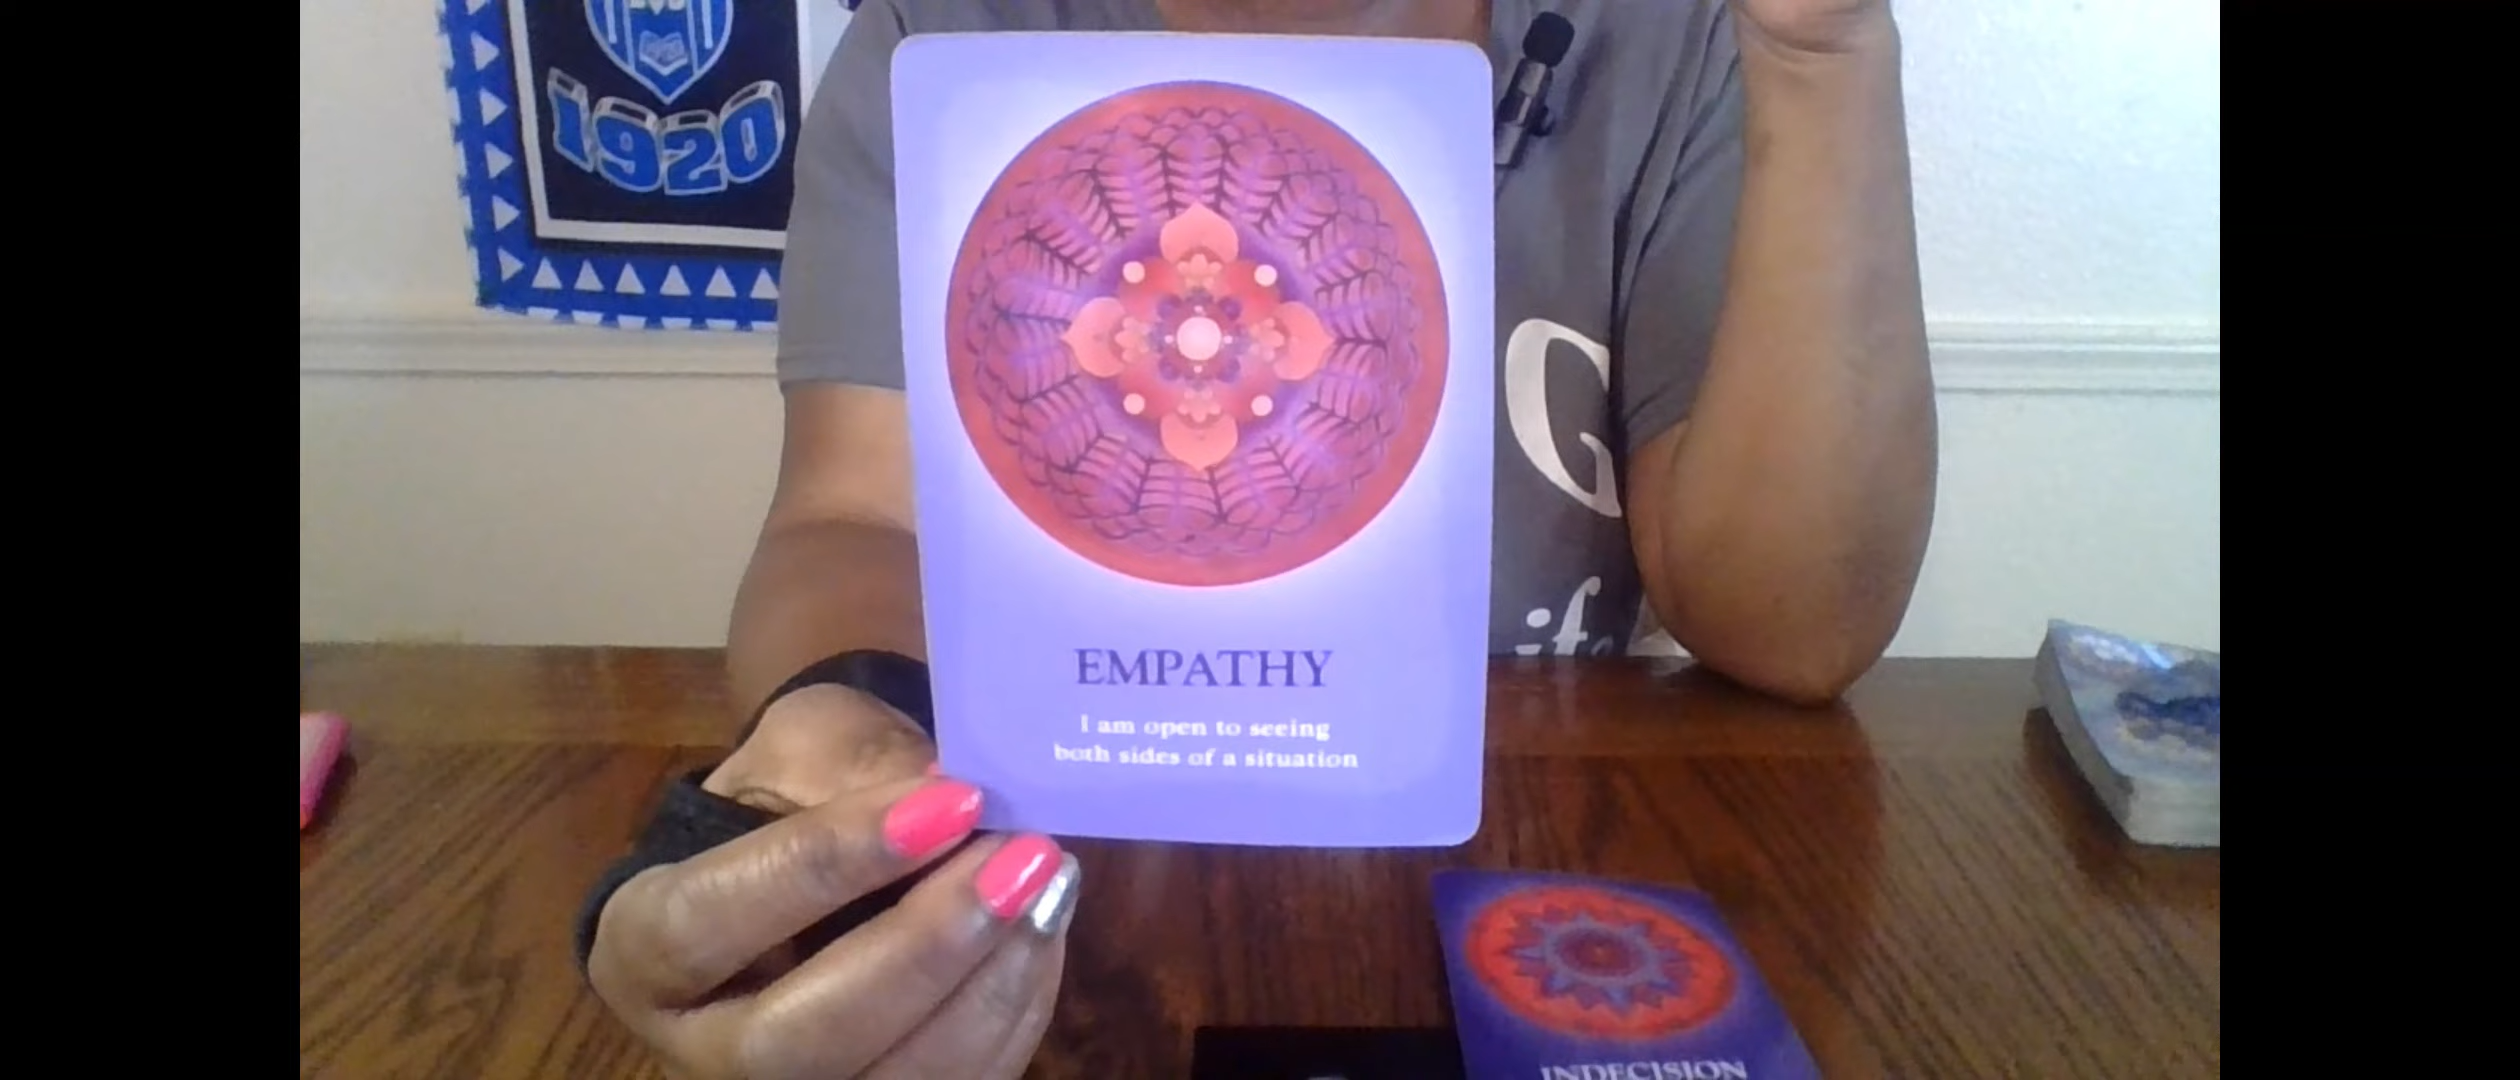 1920
EMPATHY
I am open to seeing
both sides of a situation
G
INDECISION